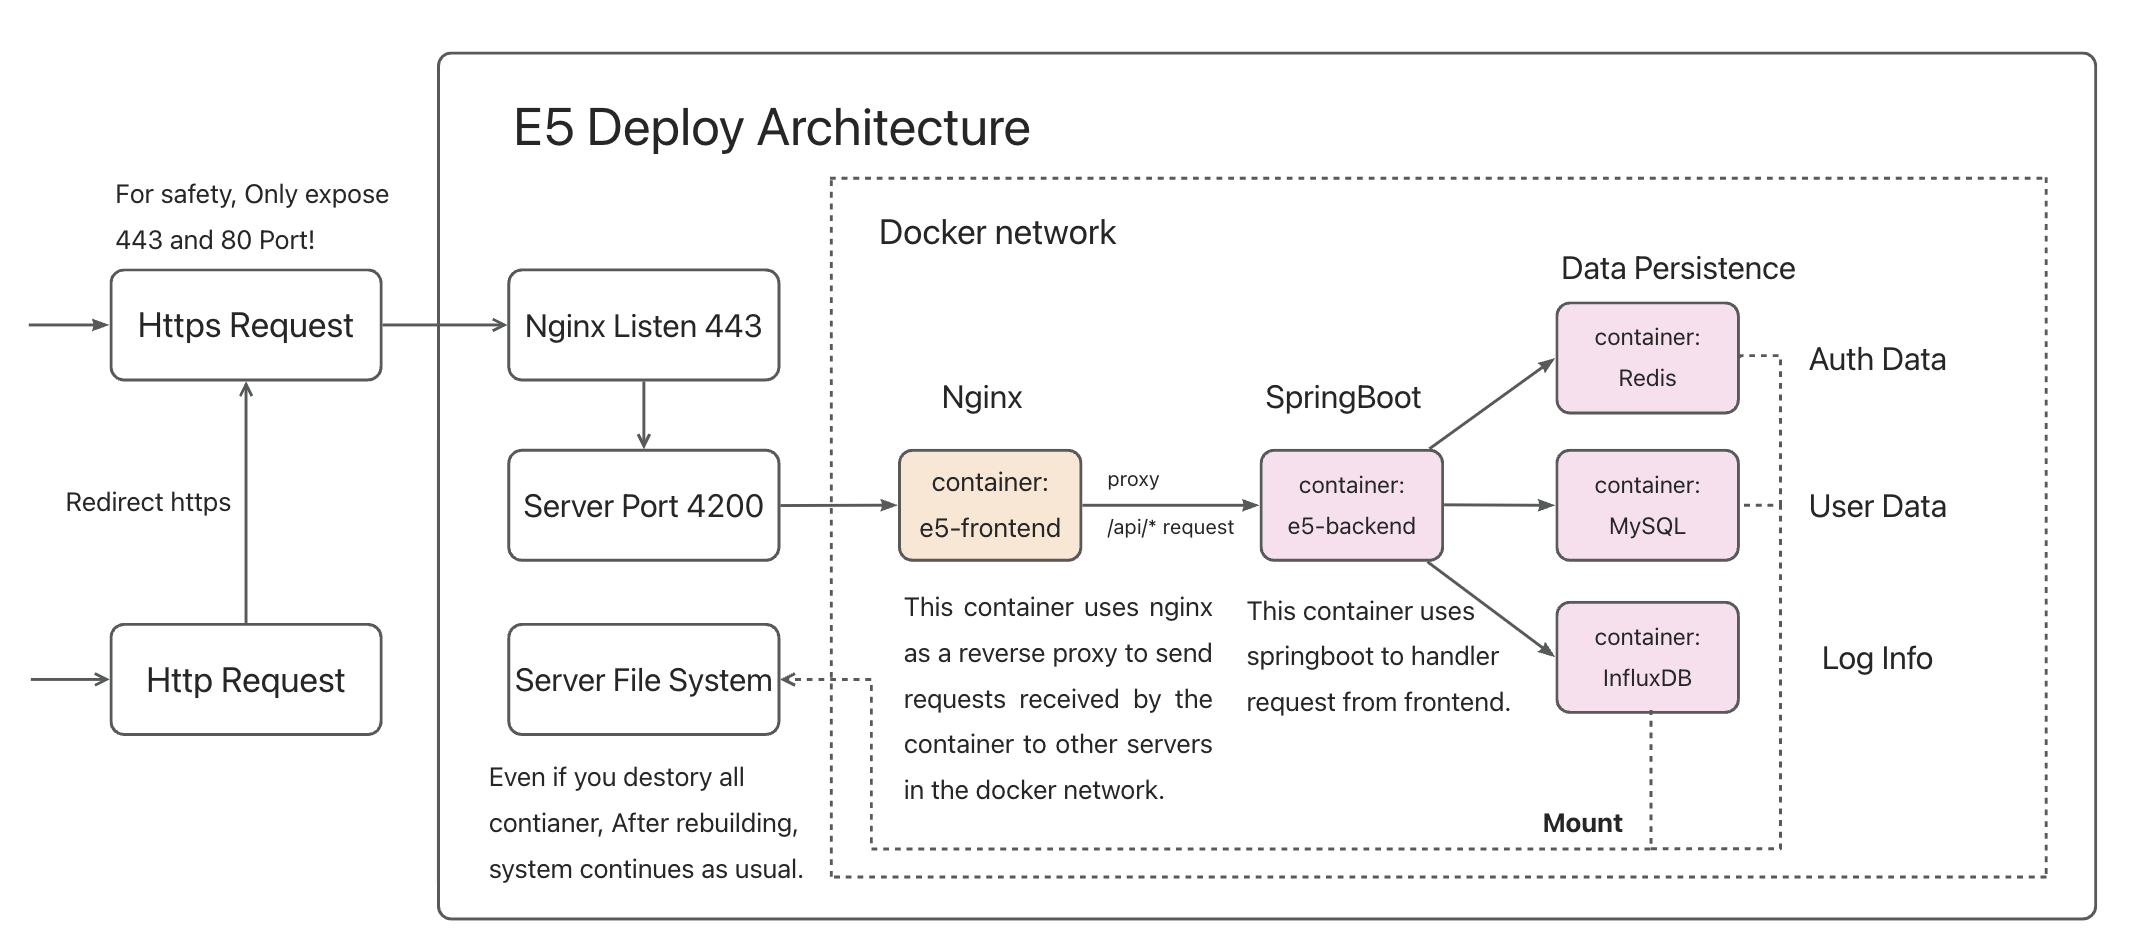 E5 Deploy Architecture
For safety, Only expose
443 and 80 Port!
Https Request
Redirect https
Http Request
Nginx Listen 443
Server Port 4200
Server File System
Even if you destory all
contianer, After rebuilding,
system continues as usual.
Docker network
Nginx
container:
e5-frontend
This container uses nginx
as a reverse proxy to send
requests received by the
container to other servers
in the docker network.
proxy
/api/* request
SpringBoot
container:
e5-backend
This container uses
springboot to handler
request from frontend.
Data Persistence
container:
Redis
Auth Data
container:
MySQL
User Data
container:
InfluxDB
Log Info
Mount